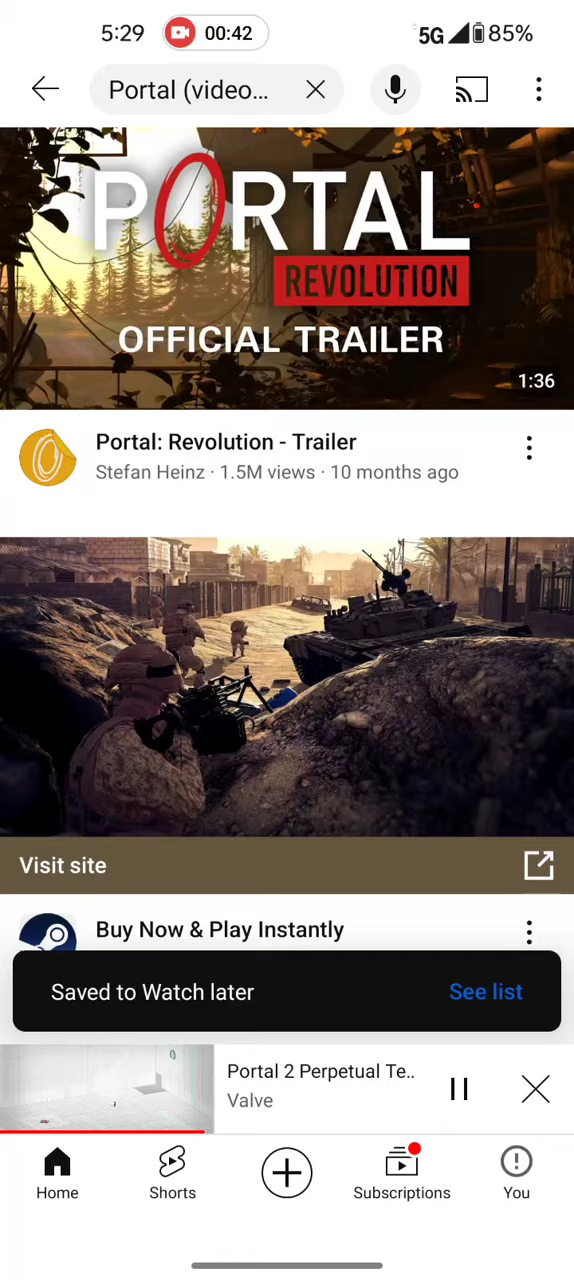 5:29 00:42 5G 85%
Portal (video...
PORTAL
REVOLUTION
OFFICIAL TRAILER
1:36
Portal: Revolution - Trailer
Stefan Heinz · 1.5M views · 10 months ago
Visit site
Buy Now & Play Instantly
Saved to Watch later See list
Portal 2 Perpetual Te..
Valve
Home Shorts Subscriptions You